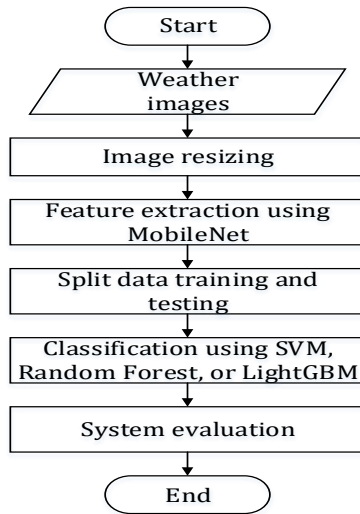 Start
Weather
images
Image resizing
Feature extraction using
MobileNet
Split data training and
testing
Classification using SVM,
Random Forest, or LightGBM
System evaluation
End